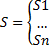 S = { S1
...
Sn